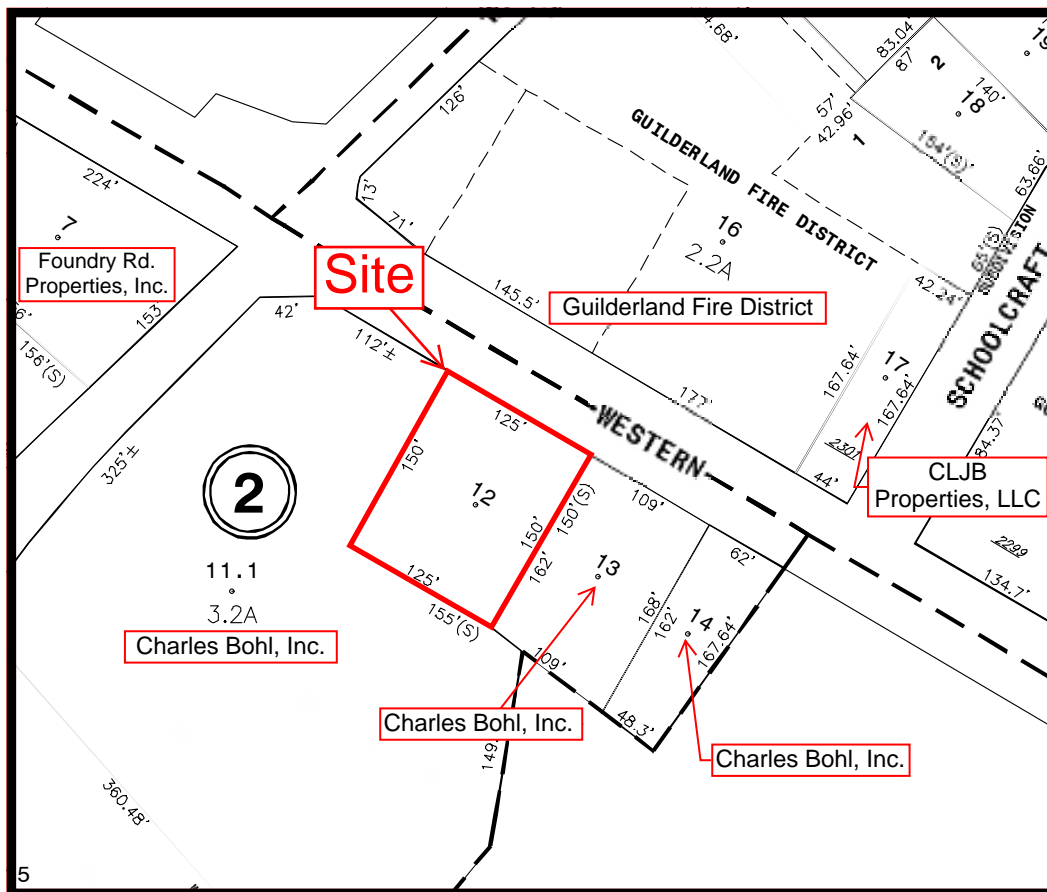 126'
83.04'
87'
2
19
140'
18
57'
42.96'
1
154'(S)
63.66'
GUILDERLAND FIRE DISTRICT
224'
13'
71'
7
Foundry Rd.
Properties, Inc.
153'
156'(S)
Site
16
2.2A
65'(S)
SUBDIVISION
42.24'
SCHOOLCRAFT
42'
145.5'
Guilderland Fire District
112'±
167.64'
17
167.64'
177'
WESTERN
2301
44'
84.37'
CLJB
Properties, LLC
2299
134.7'
325'±
2
125'
150'
12
150'
150'(S)
162'
109'
62'
125'
155'(S)
11.1
3.2A
Charles Bohl, Inc.
13
168'
162'
14
167.64'
109'
48.3'
Charles Bohl, Inc.
Charles Bohl, Inc.
149.
360.48'
5